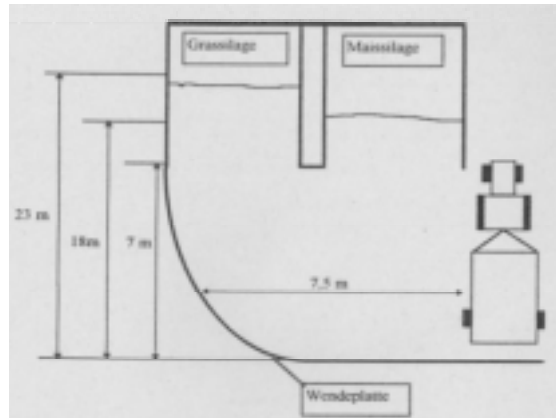 Grassilage
Maissilage
23 m
18m
7 m
7,5 m
Wendeplatte